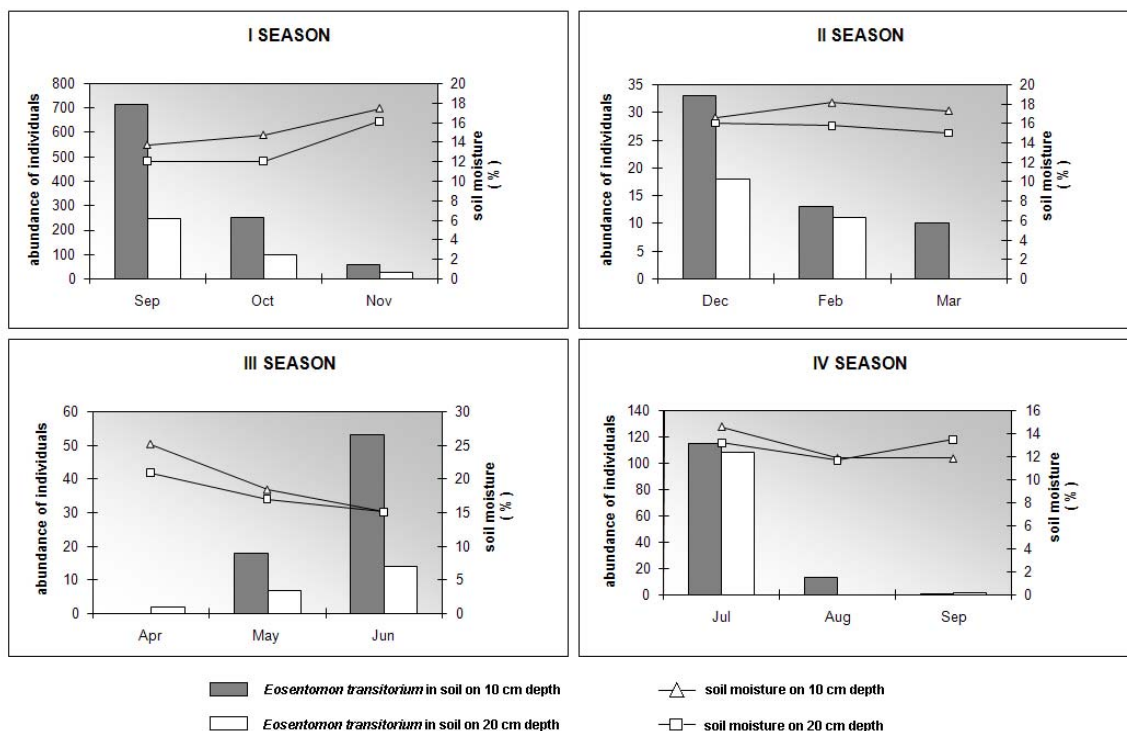 I SEASON
abundance of individuals
800
700
600
500
400
300
200
100
0
Sep
Oct
Nov
20
18
16
14
12
10
8
6
4
2
0
soil moisture
( % )
II SEASON
abundance of individuals
35
30
25
20
15
10
5
0
Dec
Feb
Mar
20
18
16
14
12
10
8
6
4
2
0
soil moisture
( % )
III SEASON
abundance of individuals
60
50
40
30
20
10
0
Apr
May
Jun
30
25
20
15
10
5
0
soil moisture
( % )
IV SEASON
abundance of individuals
140
120
100
80
60
40
20
0
Jul
Aug
Sep
16
14
12
10
8
6
4
2
0
soil moisture
( % )
Eosentomon transitorium in soil on 10 cm depth
soil moisture on 10 cm depth
Eosentomon transitorium in soil on 20 cm depth
soil moisture on 20 cm depth